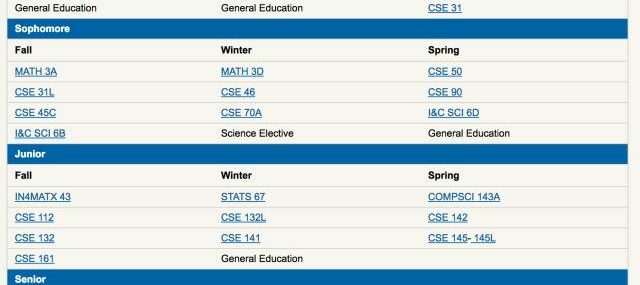 General Education General Education CSE 31
Sophomore
Fall Winter Spring
MATH 3A MATH 3D CSE 50
CSE 31L CSE 46 CSE 90
CSE 45C CSE 70A I&C SCI 6D
I&C SCI 6B Science Elective General Education
Junior
Fall Winter Spring
IN4MATX 43 STATS 67 COMPSCI 143A
CSE 112 CSE 132L CSE 142
CSE 132 CSE 141 CSE 145- 145L
CSE 161 General Education
Senior